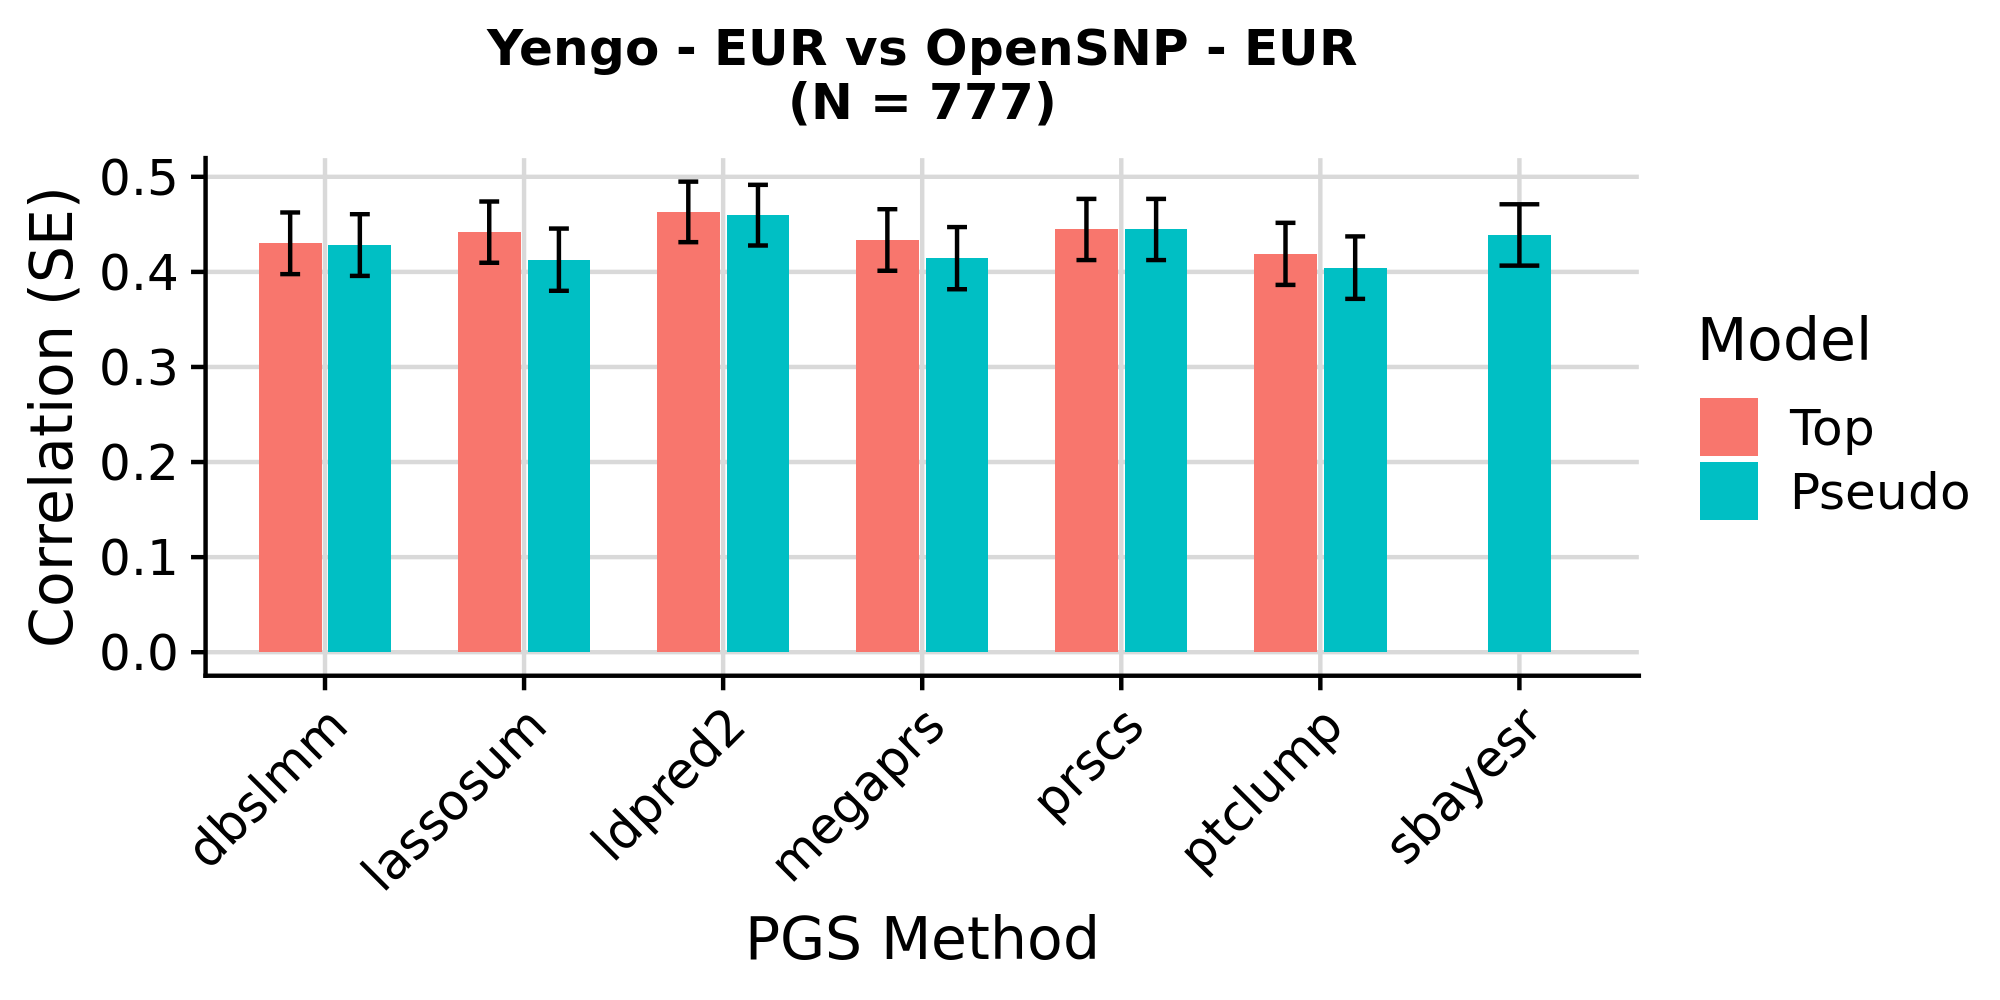 Yengo - EUR vs OpenSNP - EUR
(N = 777)
Correlation (SE)
0.5
0.4
0.3
0.2
0.1
0.0
dbslmm
lassosum
ldpred2
megaprs
prscs
ptclump
sbayesr
PGS Method
Model
Top
Pseudo